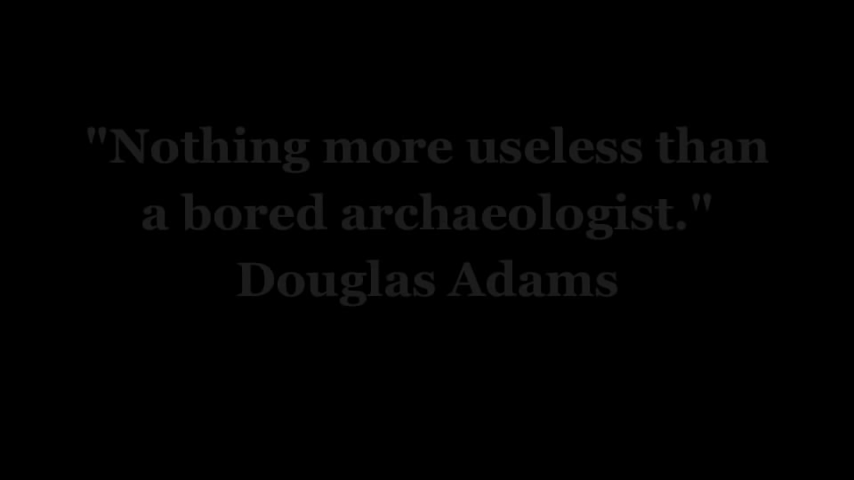 "Nothing more useless than
a bored archaeologist."
Douglas Adams